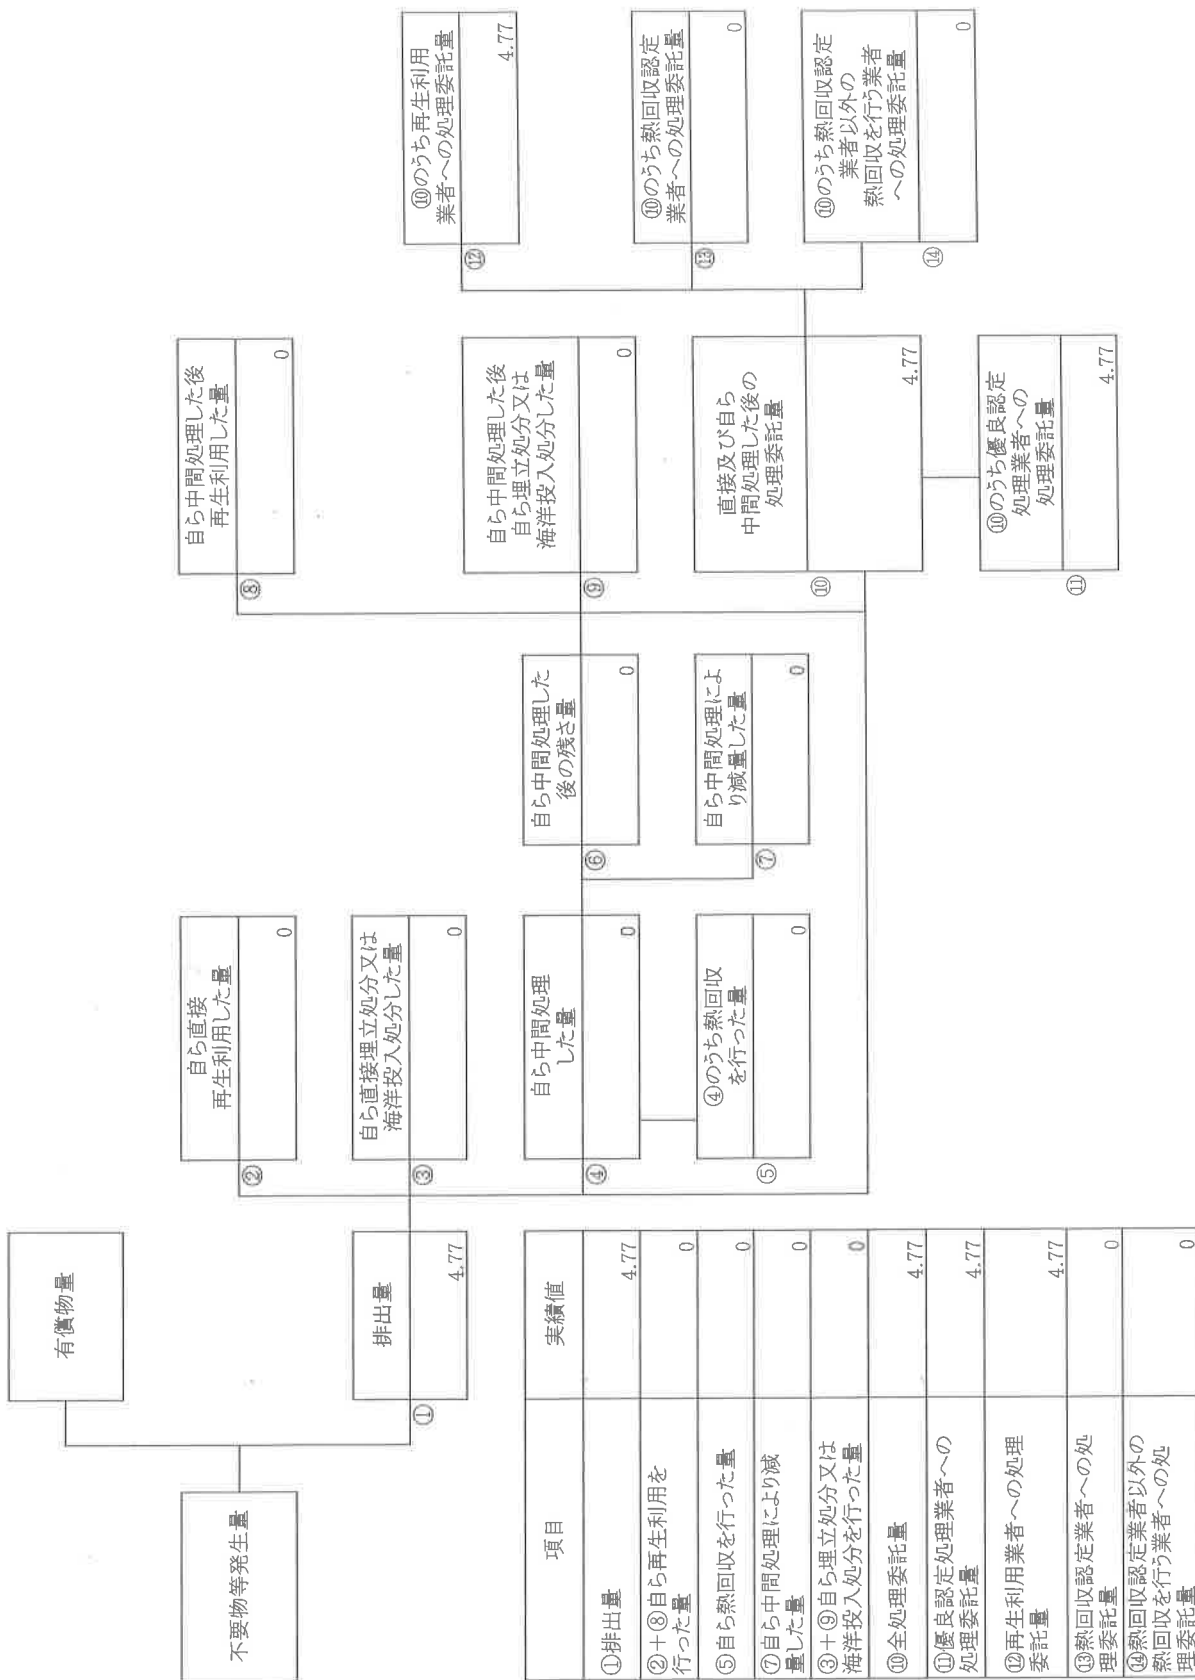 不要物等発生量
有償物量
①
排出量
4.77
②
自ら直接
再生利用した量
0
③
自ら直接埋立処分又は
海洋投入処分した量
0
④
自ら中間処理
した量
0
⑤
④のうち熱回収
を行った量
0
⑥
自ら中間処理した
後の残さ量
0
⑦
自ら中間処理によ
り減量した量
0
⑧
自ら中間処理した後
再生利用した量
0
⑨
自ら中間処理した後
自ら埋立処分又は
海洋投入処分した量
0
⑩
直接及び自ら
中間処理した後の
処理委託量
4.77
⑪
⑩のうち優良認定
処理業者への
処理委託量
4.77
⑫
⑩のうち再生利用
業者への処理委託量
4.77
⑬
⑩のうち熱回収認定
業者への処理委託量
0
⑭
⑩のうち熱回収認定
業者以外の
熱回収を行う業者
への処理委託量
0
項目
実績値
①排出量
4.77
②＋⑧自ら再生利用を
行った量
0
⑤自ら熱回収を行った量
0
⑦自ら中間処理により減
量した量
0
③＋⑨自ら埋立処分又は
海洋投入処分を行った量
0
⑩全処理委託量
4.77
⑪優良認定処理業者への
処理委託量
4.77
⑫再生利用業者への処理
委託量
4.77
⑬熱回収認定業者への処
理委託量
0
⑭熱回収認定業者以外の
熱回収を行う業者への処
理委託量
0